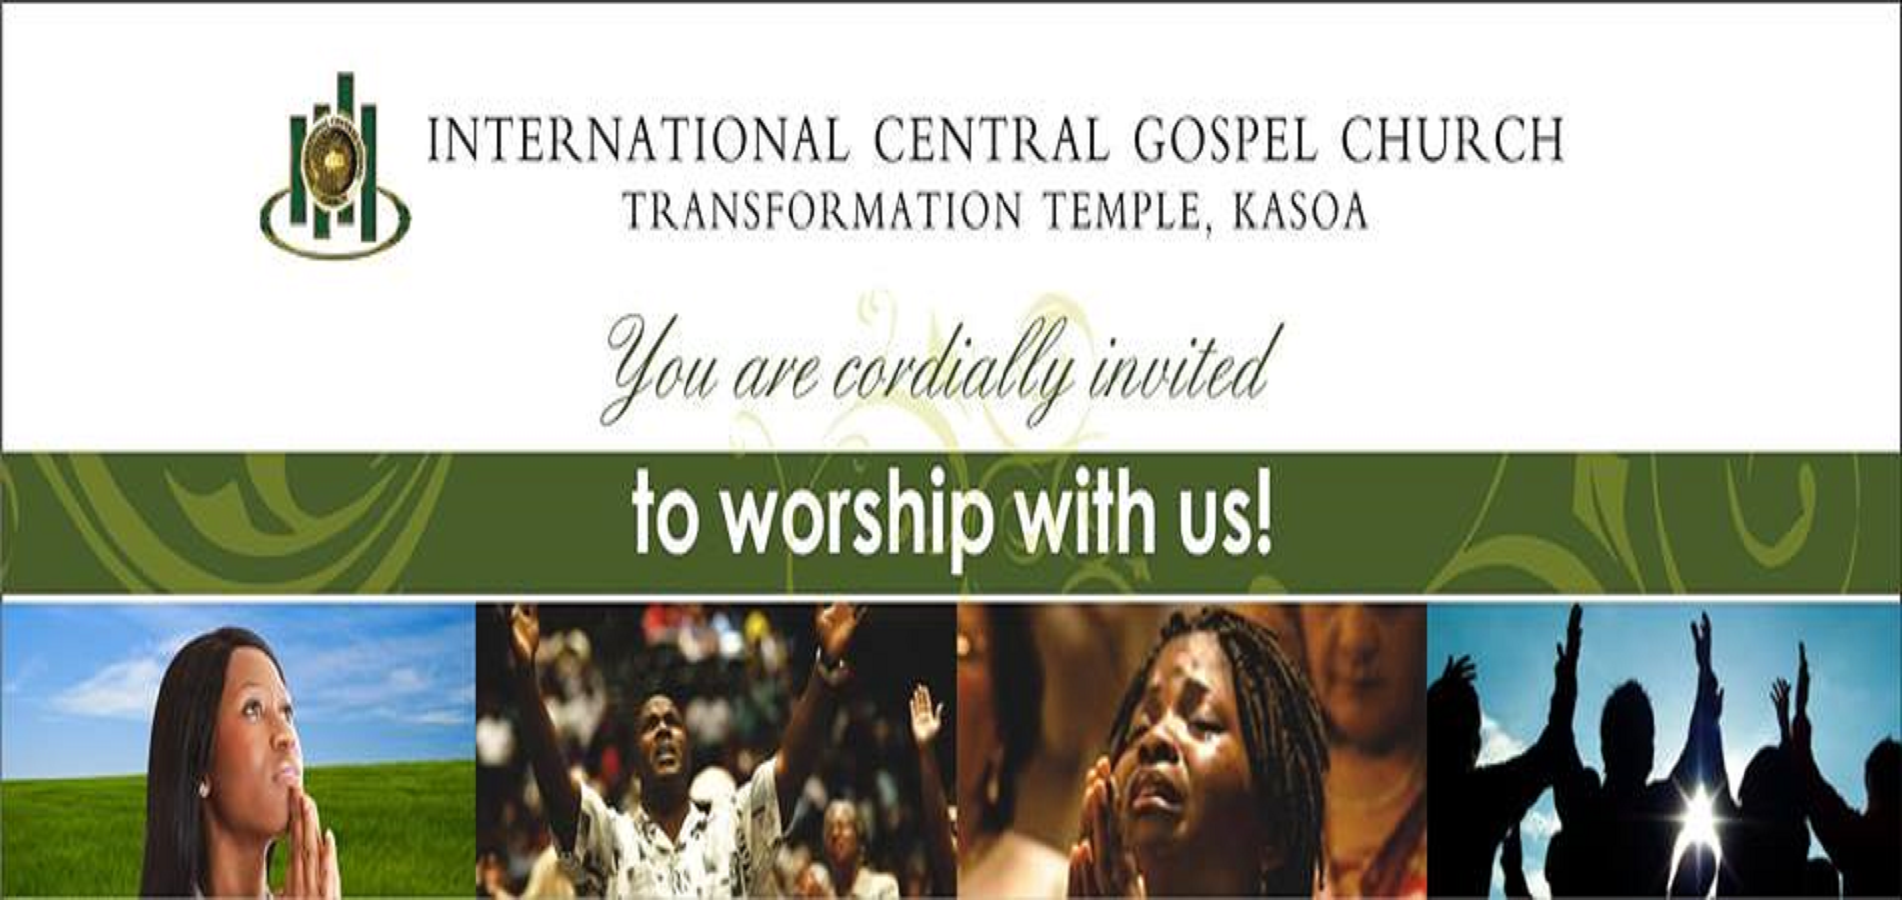 INTERNATIONAL CENTRAL GOSPEL CHURCH
TRANSFORMATION TEMPLE, KASOA
You are cordially invited
to worship with us!